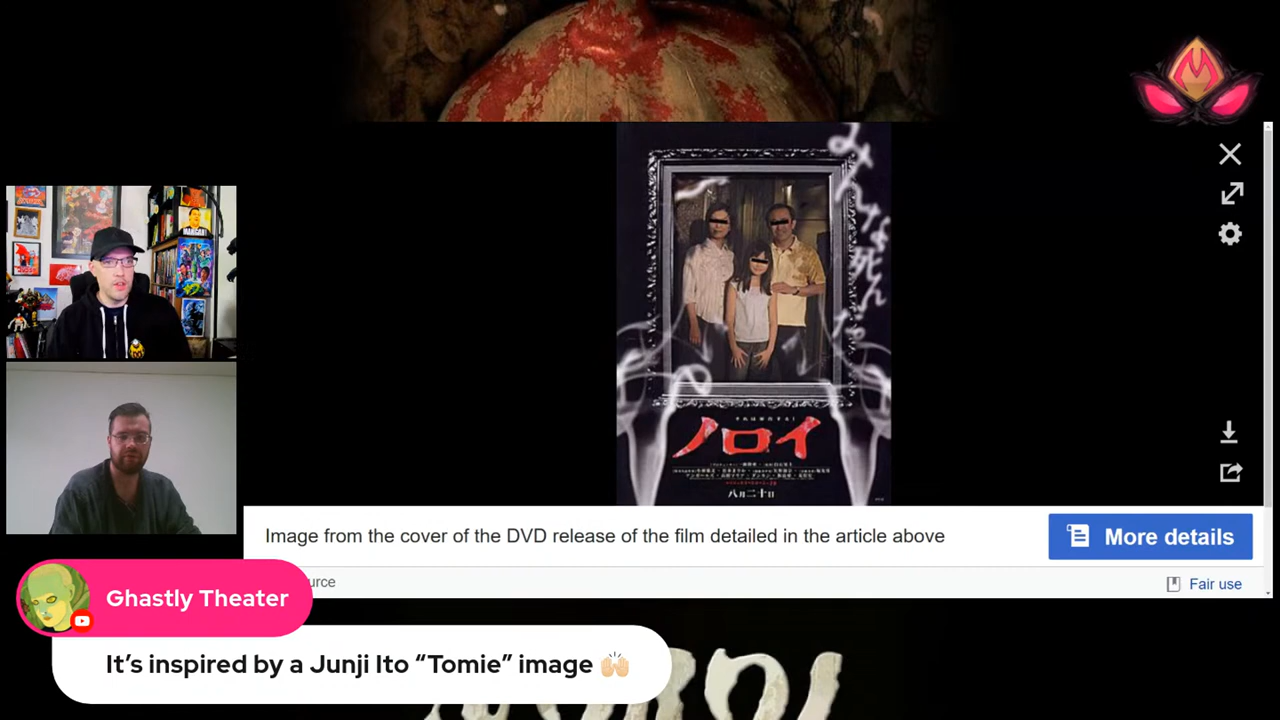 みんな死んだ
ノロイ
八月二十日
Image from the cover of the DVD release of the film detailed in the article above
More details
urce
Fair use
Ghastly Theater
It’s inspired by a Junji Ito “Tomie” image 🙌🏻